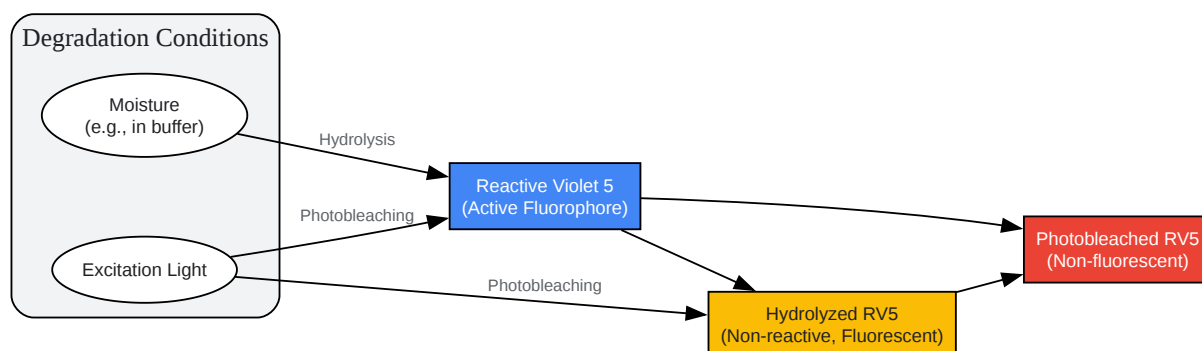 Degradation Conditions
Moisture
(e.g., in buffer)
Hydrolysis
Reactive Violet 5
(Active Fluorophore)
Photobleaching
Excitation Light
Photobleaching
Photobleached RV5
(Non-fluorescent)
Hydrolyzed RV5
(Non-reactive, Fluorescent)